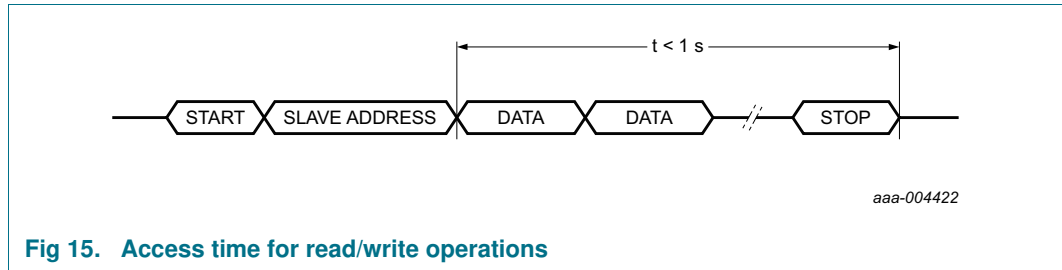 t < 1 s
START SLAVE ADDRESS DATA DATA STOP
aaa-004422
Fig 15. Access time for read/write operations